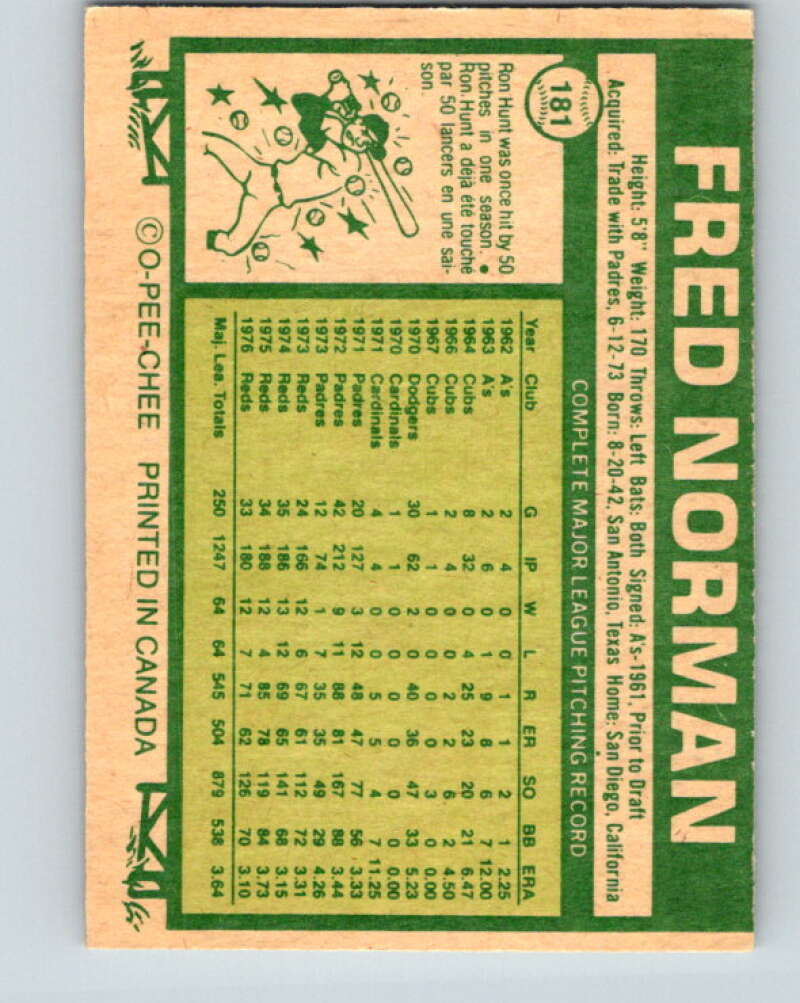 FRED NORMAN
181
Height: 5'8" Weight: 170 Throws: Left Bats: Both Signed: A's-1961, Prior to Draft
Acquired: Trade with Padres, 6-12-73 Born: 8-20-42, San Antonio, Texas Home: San Diego, California
COMPLETE MAJOR LEAGUE PITCHING RECORD
Ron Hunt was once hit by 50
pitches in one season. •
Ron. Hunt a déjà été touché
par 50 lancers en une sai-
son.
Year Club G IP W L R ER SO BB ERA
1962 A's 2 4 0 0 1 1 2 1 2.25
1963 A's 2 6 0 1 9 8 6 7 12.00
1964 Cubs 8 32 0 4 25 23 20 21 6.47
1966 Cubs 2 4 0 0 2 2 6 2 4.50
1967 Cubs 1 1 0 0 0 0 3 0 0.00
1970 Dodgers 30 62 2 0 40 36 47 33 5.23
1970 Cardinals 1 1 0 0 0 0 0 0 0.00
1971 Cardinals 4 4 0 0 5 5 4 7 11.25
1971 Padres 20 127 3 12 48 47 77 56 3.33
1972 Padres 42 212 9 11 88 81 167 88 3.44
1973 Padres 12 74 1 7 35 35 49 29 4.26
1973 Reds 24 166 12 6 67 61 112 72 3.31
1974 Reds 35 186 13 12 69 65 141 68 3.15
1975 Reds 34 188 12 4 85 78 119 84 3.73
1976 Reds 33 180 12 7 71 62 126 70 3.10
Maj. Lea. Totals 250 1247 64 64 545 504 879 538 3.64
©O-PEE-CHEE PRINTED IN CANADA